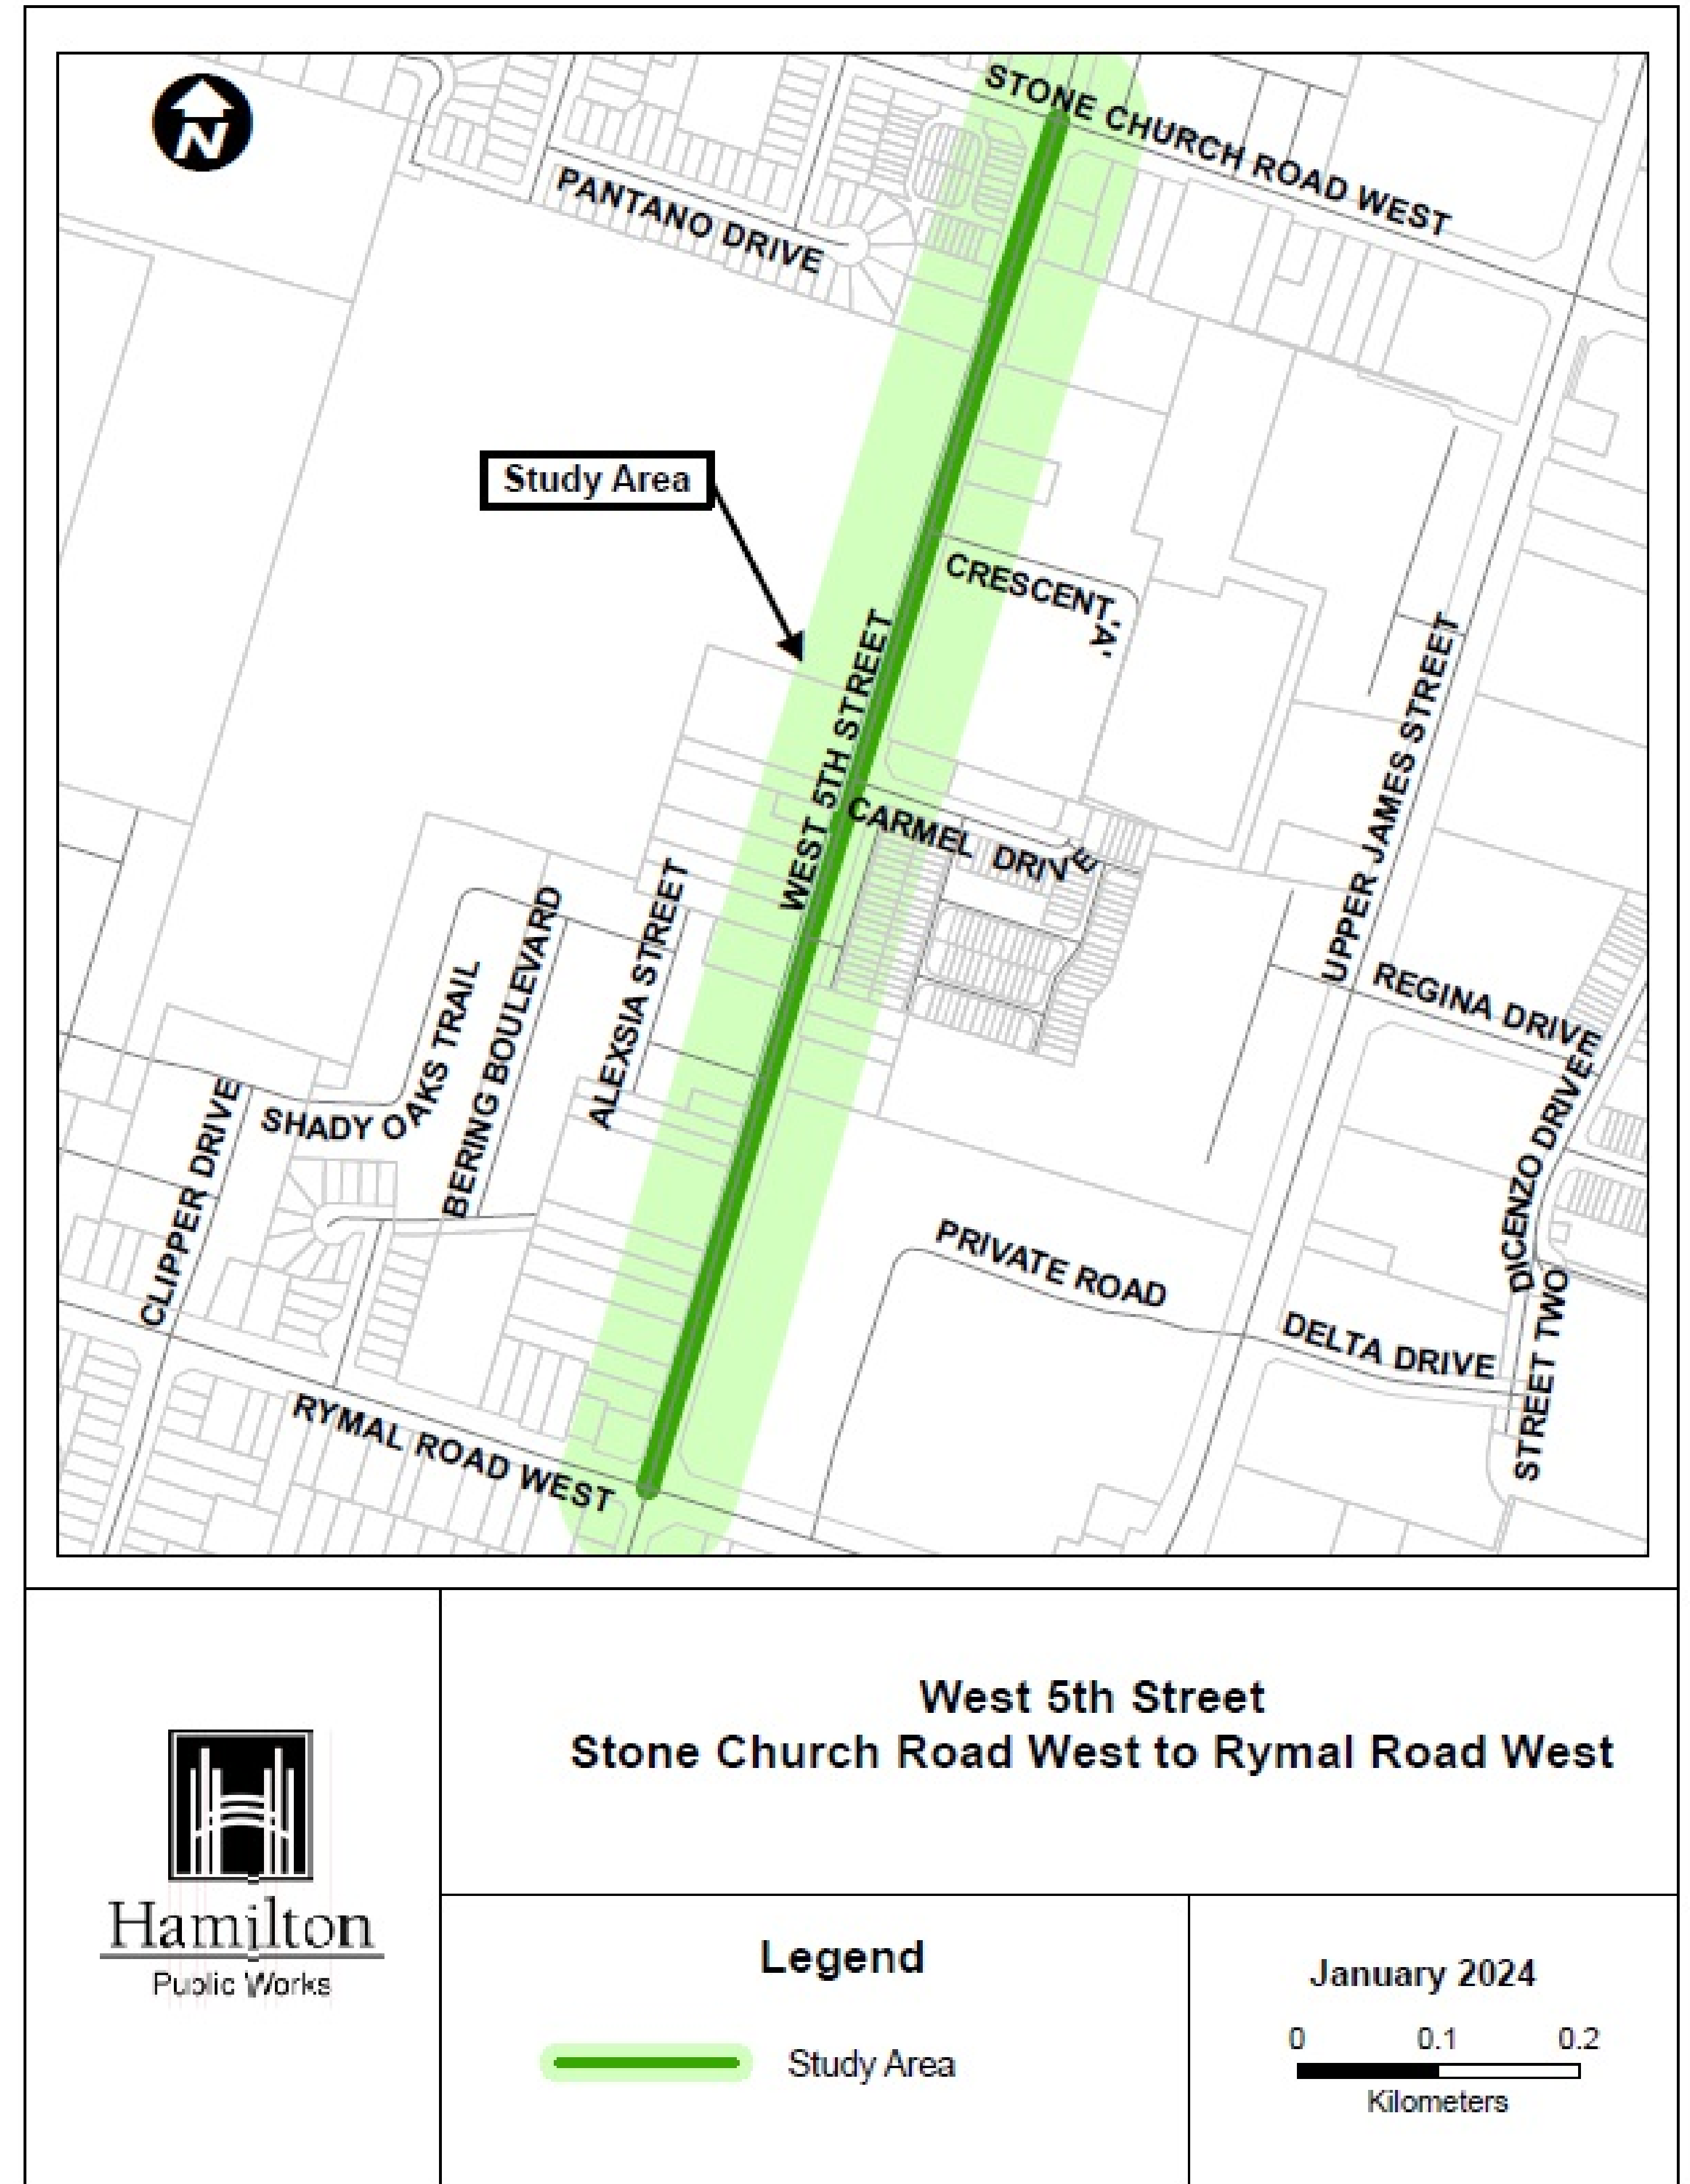 N
STONE CHURCH ROAD WEST
PANTANO DRIVE
Study Area
CRESCENT 'A'
WEST 5TH STREET
UPPER JAMES STREET
CARMEL DRIVE
ALEXSIA STREET
BERING BOULEVARD
SHADY OAKS TRAIL
REGINA DRIVE
CLIPPER DRIVE
DICENZO DRIVE
PRIVATE ROAD
DELTA DRIVE
STREET TWO
RYMAL ROAD WEST
West 5th Street
Stone Church Road West to Rymal Road West
Hamilton
Public Works
Legend
Study Area
January 2024
0 0.1 0.2
Kilometers